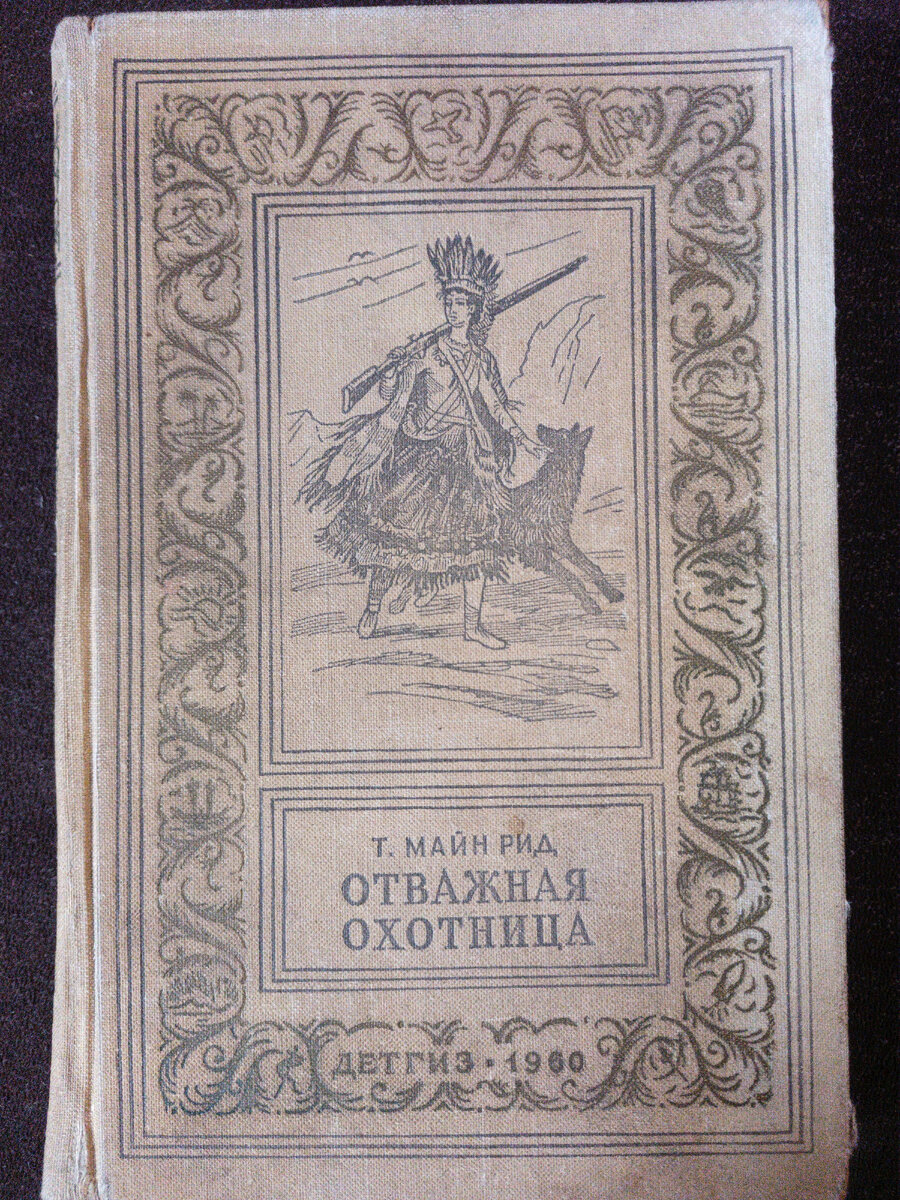 Т. МАЙН РИД
ОТВАЖНАЯ
ОХОТНИЦА
ДЕТГИЗ · 1960